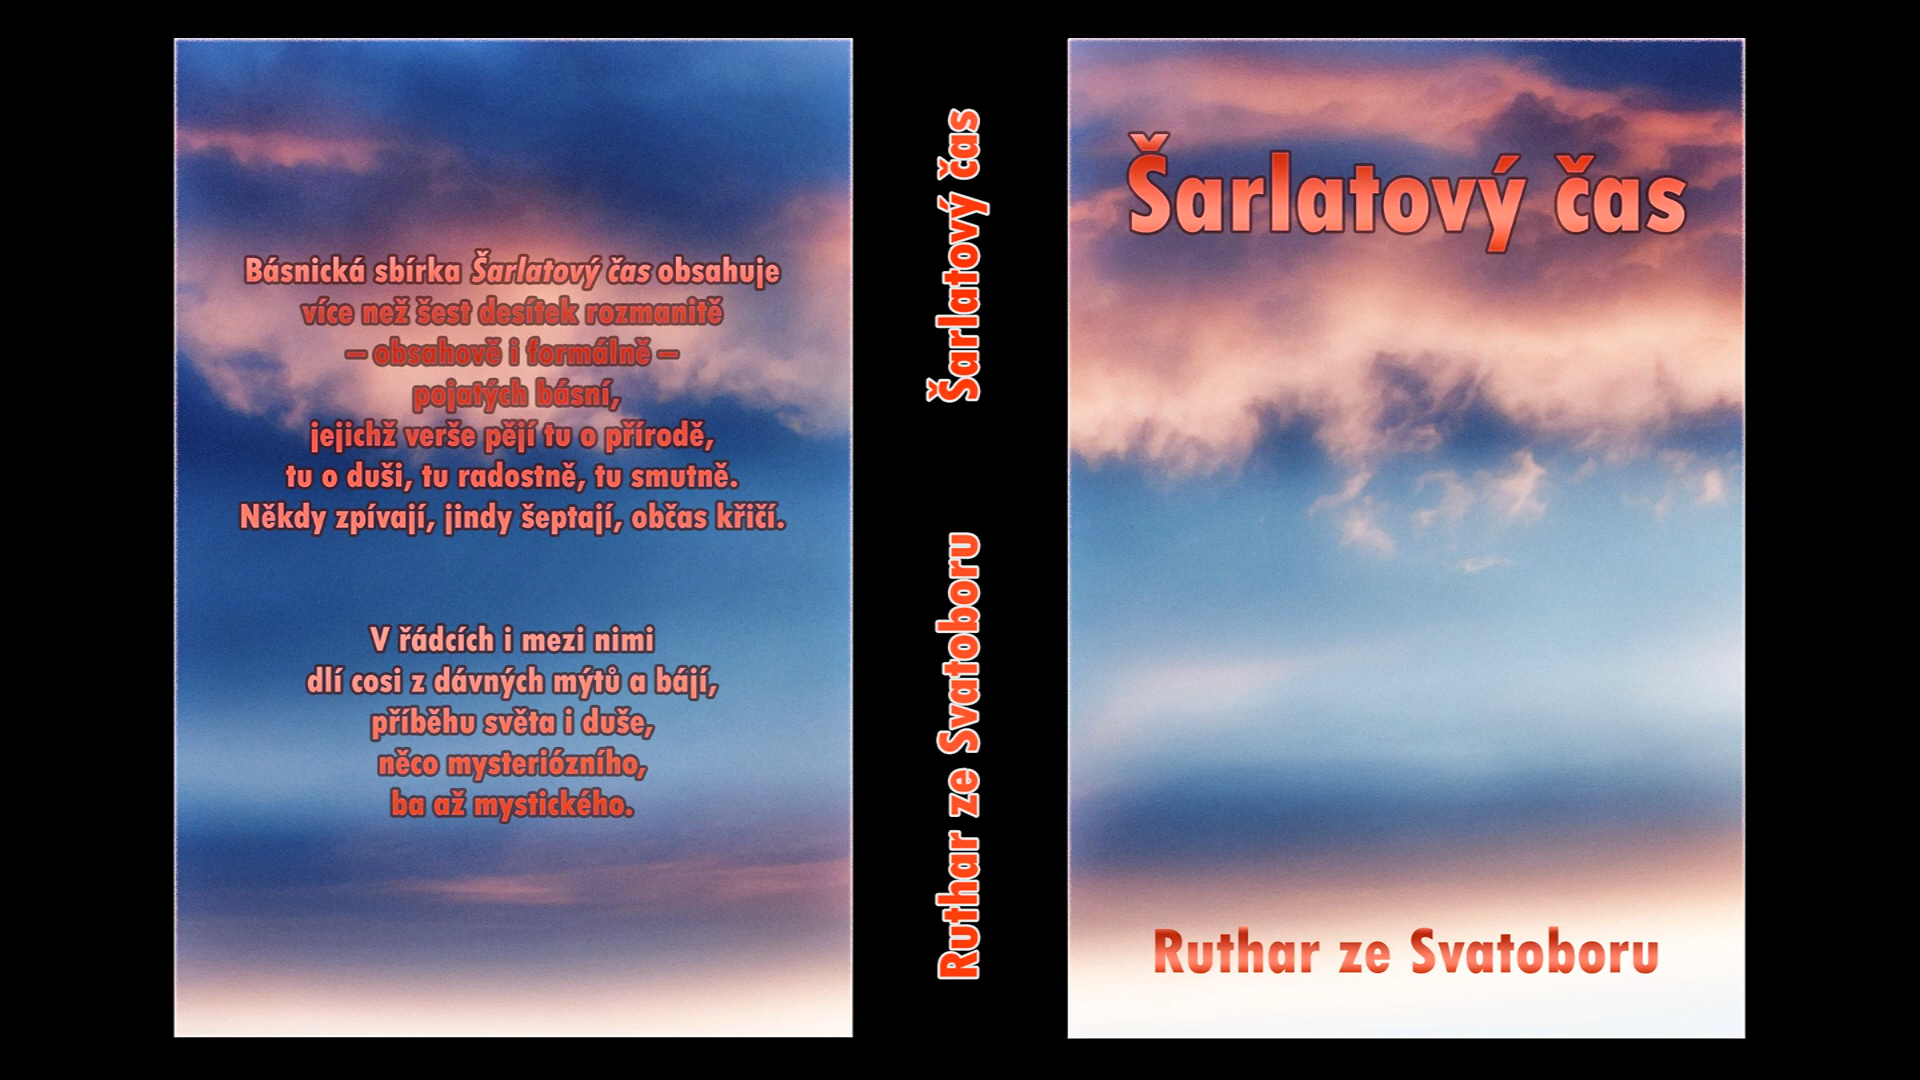 Básnická sbírka Šarlatový čas obsahuje
více než šest desítek rozmanitě
– obsahově i formálně –
pojatých básní,
jejichž verše pějí tu o přírodě,
tu o duši, tu radostně, tu smutně.
Někdy zpívají, jindy šeptají, občas křičí.
V řádcích i mezi nimi
dlí cosi z dávných mýtů a bájí,
příběhu světa i duše,
něco mysteriózního,
ba až mystického.
Ruthar ze Svatoboru Šarlatový čas
Šarlatový čas
Ruthar ze Svatoboru